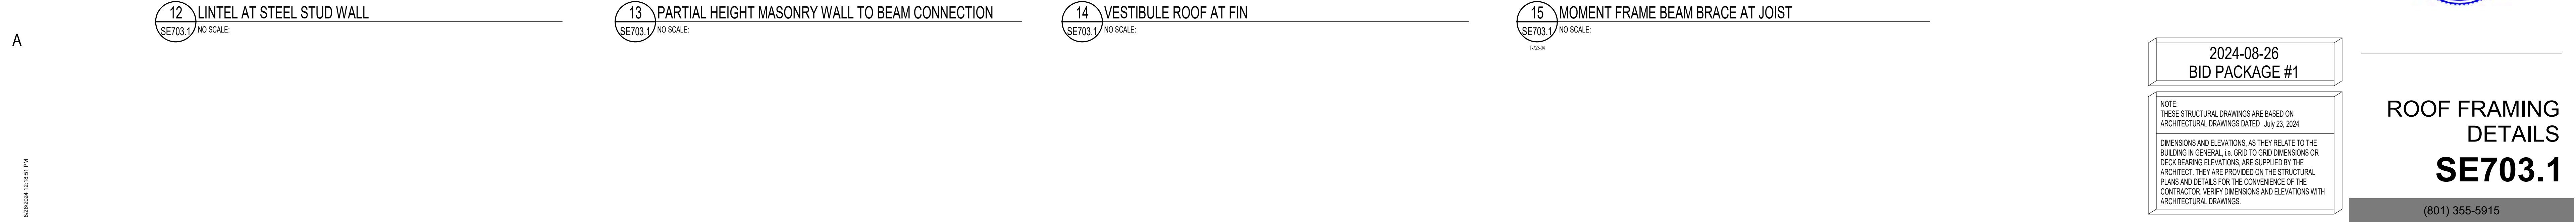 12 LINTEL AT STEEL STUD WALL
SE703.1 NO SCALE:
13 PARTIAL HEIGHT MASONRY WALL TO BEAM CONNECTION
SE703.1 NO SCALE:
14 VESTIBULE ROOF AT FIN
SE703.1 NO SCALE:
15 MOMENT FRAME BEAM BRACE AT JOIST
SE703.1 NO SCALE:
T-723-04
A
8/26/2024 12:18:51 PM
2024-08-26
BID PACKAGE #1
NOTE:
THESE STRUCTURAL DRAWINGS ARE BASED ON
ARCHITECTURAL DRAWINGS DATED July 23, 2024
DIMENSIONS AND ELEVATIONS, AS THEY RELATE TO THE
BUILDING IN GENERAL, i.e. GRID TO GRID DIMENSIONS OR
DECK BEARING ELEVATIONS, ARE SUPPLIED BY THE
ARCHITECT. THEY ARE PROVIDED ON THE STRUCTURAL
PLANS AND DETAILS FOR THE CONVENIENCE OF THE
CONTRACTOR. VERIFY DIMENSIONS AND ELEVATIONS WITH
ARCHITECTURAL DRAWINGS.
ROOF FRAMING
DETAILS
SE703.1
(801) 355-5915